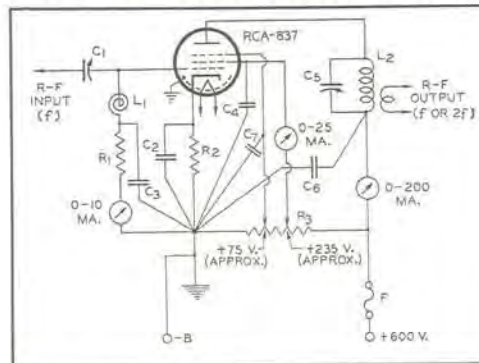 RCA-837
C1
L2
C5
R-F
INPUT
(f)
R-F
OUTPUT
(f OR 2f)
L1
C4
0-25
MA.
C7
R1
C2
R2
C3
C6
0-10
MA.
0-200
MA.
R3
+75 V.
(APPROX.)
+235 V.
(APPROX.)
F
-B
+600 V.